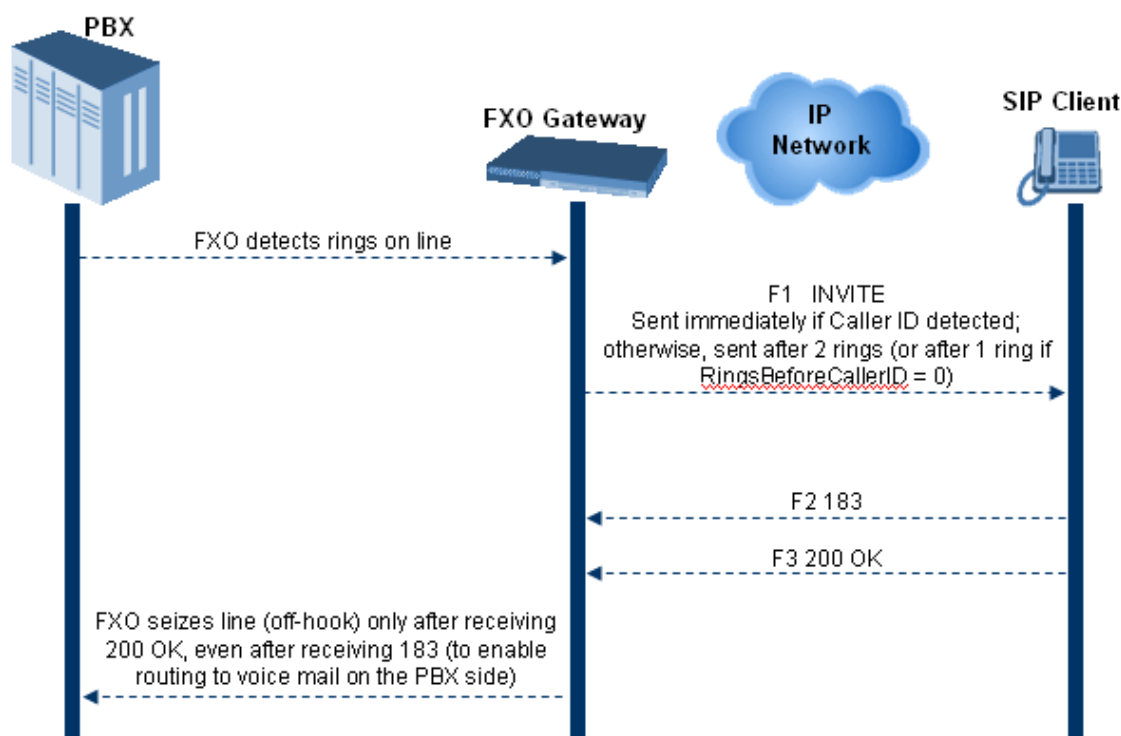 PBX
FXO Gateway
IP
Network
SIP Client
FXO detects rings on line
F1 INVITE
Sent immediately if Caller ID detected;
otherwise, sent after 2 rings (or after 1 ring if
RingsBeforeCallerID = 0)
F2 183
F3 200 OK
FXO seizes line (off-hook) only after receiving
200 OK, even after receiving 183 (to enable
routing to voice mail on the PBX side)